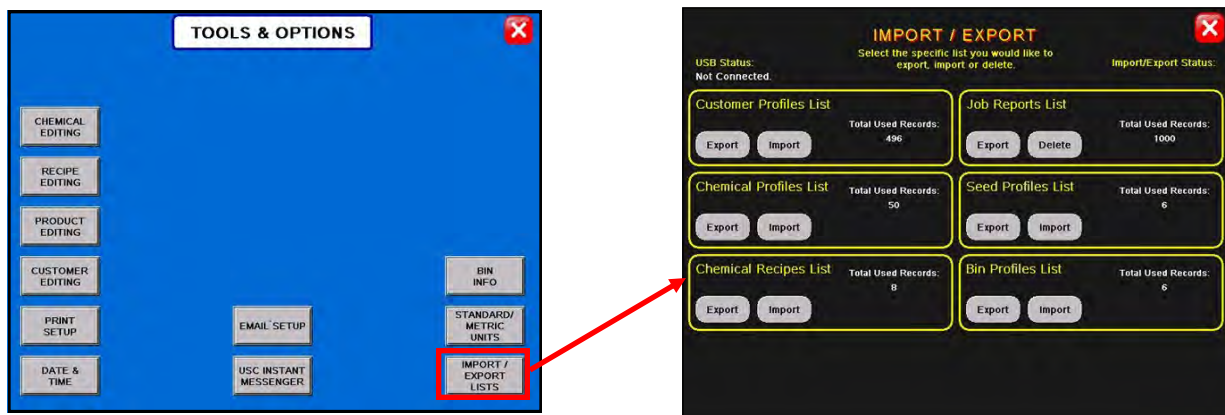 TOOLS & OPTIONS
CHEMICAL
EDITING
RECIPE
EDITING
PRODUCT
EDITING
CUSTOMER
EDITING
BIN
INFO
PRINT
SETUP
EMAIL SETUP
STANDARD/
METRIC
UNITS
DATE &
TIME
USC INSTANT
MESSENGER
IMPORT /
EXPORT
LISTS
IMPORT / EXPORT
Select the specific list you would like to
export, import or delete.
USB Status:
Not Connected.
Import/Export Status:
Customer Profiles List
Total Used Records:
496
Export Import
Job Reports List
Total Used Records:
1000
Export Delete
Chemical Profiles List
Total Used Records:
50
Export Import
Seed Profiles List
Total Used Records:
6
Export Import
Chemical Recipes List
Total Used Records:
8
Export Import
Bin Profiles List
Total Used Records:
6
Export Import